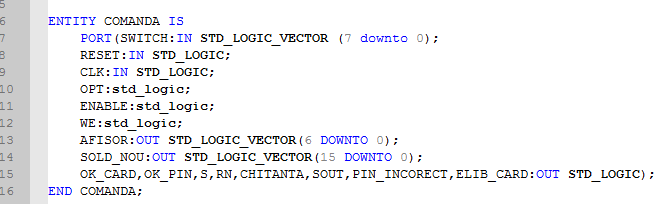 5
6 ENTITY COMANDA IS
7 PORT(SWITCH:IN STD_LOGIC_VECTOR (7 downto 0);
8 RESET:IN STD_LOGIC;
9 CLK:IN STD_LOGIC;
10 OPT:std_logic;
11 ENABLE:std_logic;
12 WE:std_logic;
13 AFISOR:OUT STD_LOGIC_VECTOR(6 DOWNTO 0);
14 SOLD_NOU:OUT STD_LOGIC_VECTOR(15 DOWNTO 0);
15 OK_CARD,OK_PIN,S,RN,CHITANTA,SOUT,PIN_INCORECT,ELIB_CARD:OUT STD_LOGIC);
16 END COMANDA;